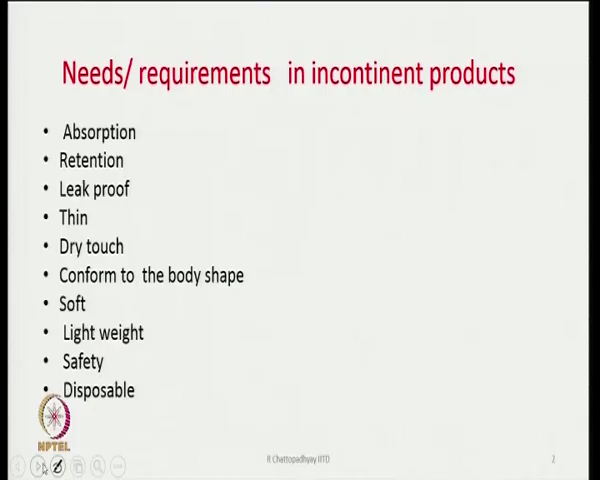 Needs/ requirements in incontinent products
• Absorption
• Retention
• Leak proof
• Thin
• Dry touch
• Conform to the body shape
• Soft
• Light weight
• Safety
• Disposable
NPTEL
R Chattopadhyay IITD
2